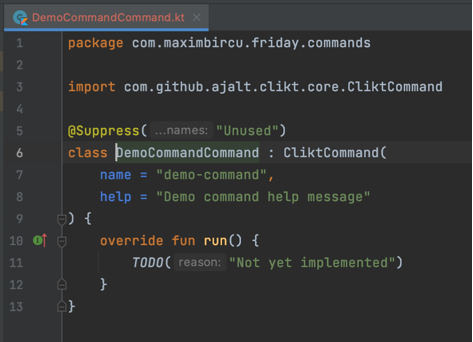 DemoCommandCommand.kt
1 package com.maximbircu.friday.commands
2
3 import com.github.ajalt.clikt.core.CliktCommand
4
5 @Suppress( ...names: "Unused")
6 class DemoCommandCommand : CliktCommand(
7 name = "demo-command",
8 help = "Demo command help message"
9 ) {
10 override fun run() {
11 TODO( reason: "Not yet implemented")
12 }
13 }